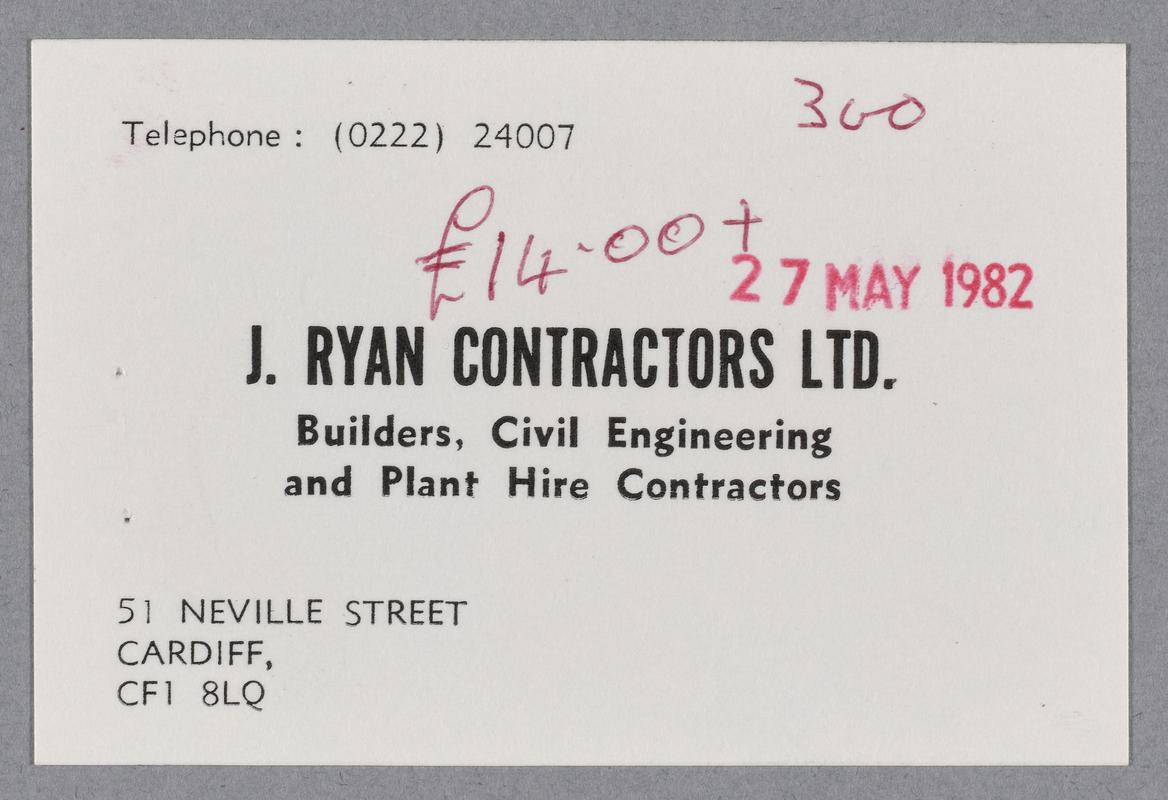 300
Telephone : (0222) 24007
£14.00 +
27 MAY 1982
J. RYAN CONTRACTORS LTD.
Builders, Civil Engineering
and Plant Hire Contractors
51 NEVILLE STREET
CARDIFF,
CF1 8LQ